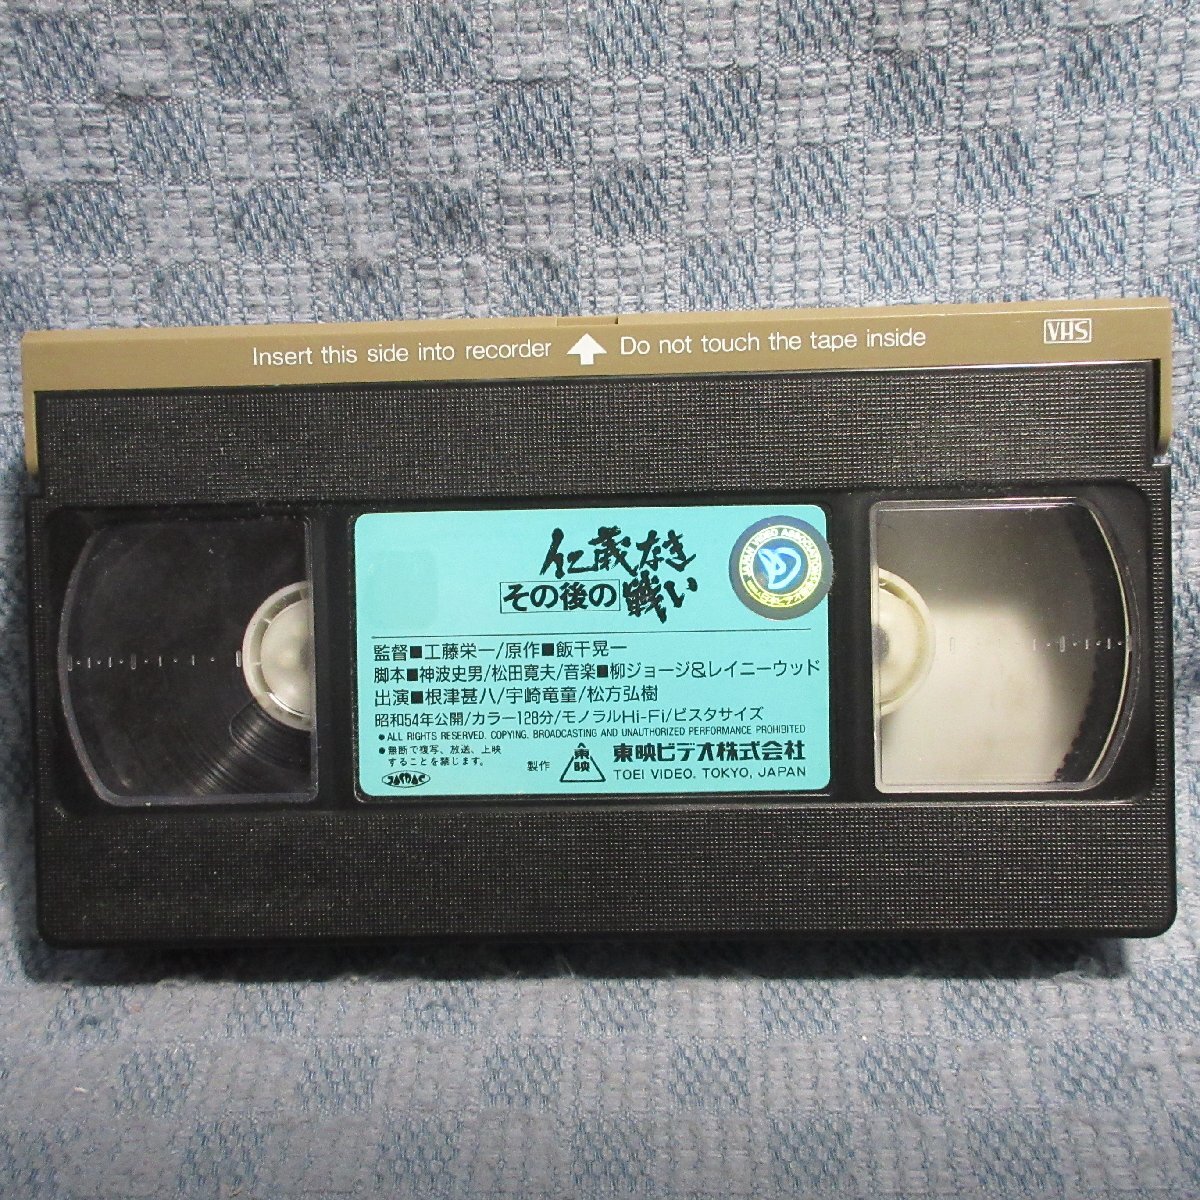 Insert this side into recorder Do not touch the tape inside VHS
仁義なき
その後の 戦い
監督■工藤栄一/原作■飯干晃一
脚本■神波史男/松田寛夫/音楽■柳ジョージ&レイニーウッド
出演■根津甚八/宇崎竜童/松方弘樹
昭和54年公開/カラー128分/モノラルHi-Fi/ビスタサイズ
●ALL RIGHTS RESERVED. COPYING. BROADCASTING AND UNAUTHORIZED PERFORMANCE PROHIBITED
●無断で複写、放送、上映
することを禁じます。
JASRAC
製作 東映 東映ビデオ株式会社
TOEI VIDEO. TOKYO, JAPAN
JAPAN VIDEO ASSOCIATION